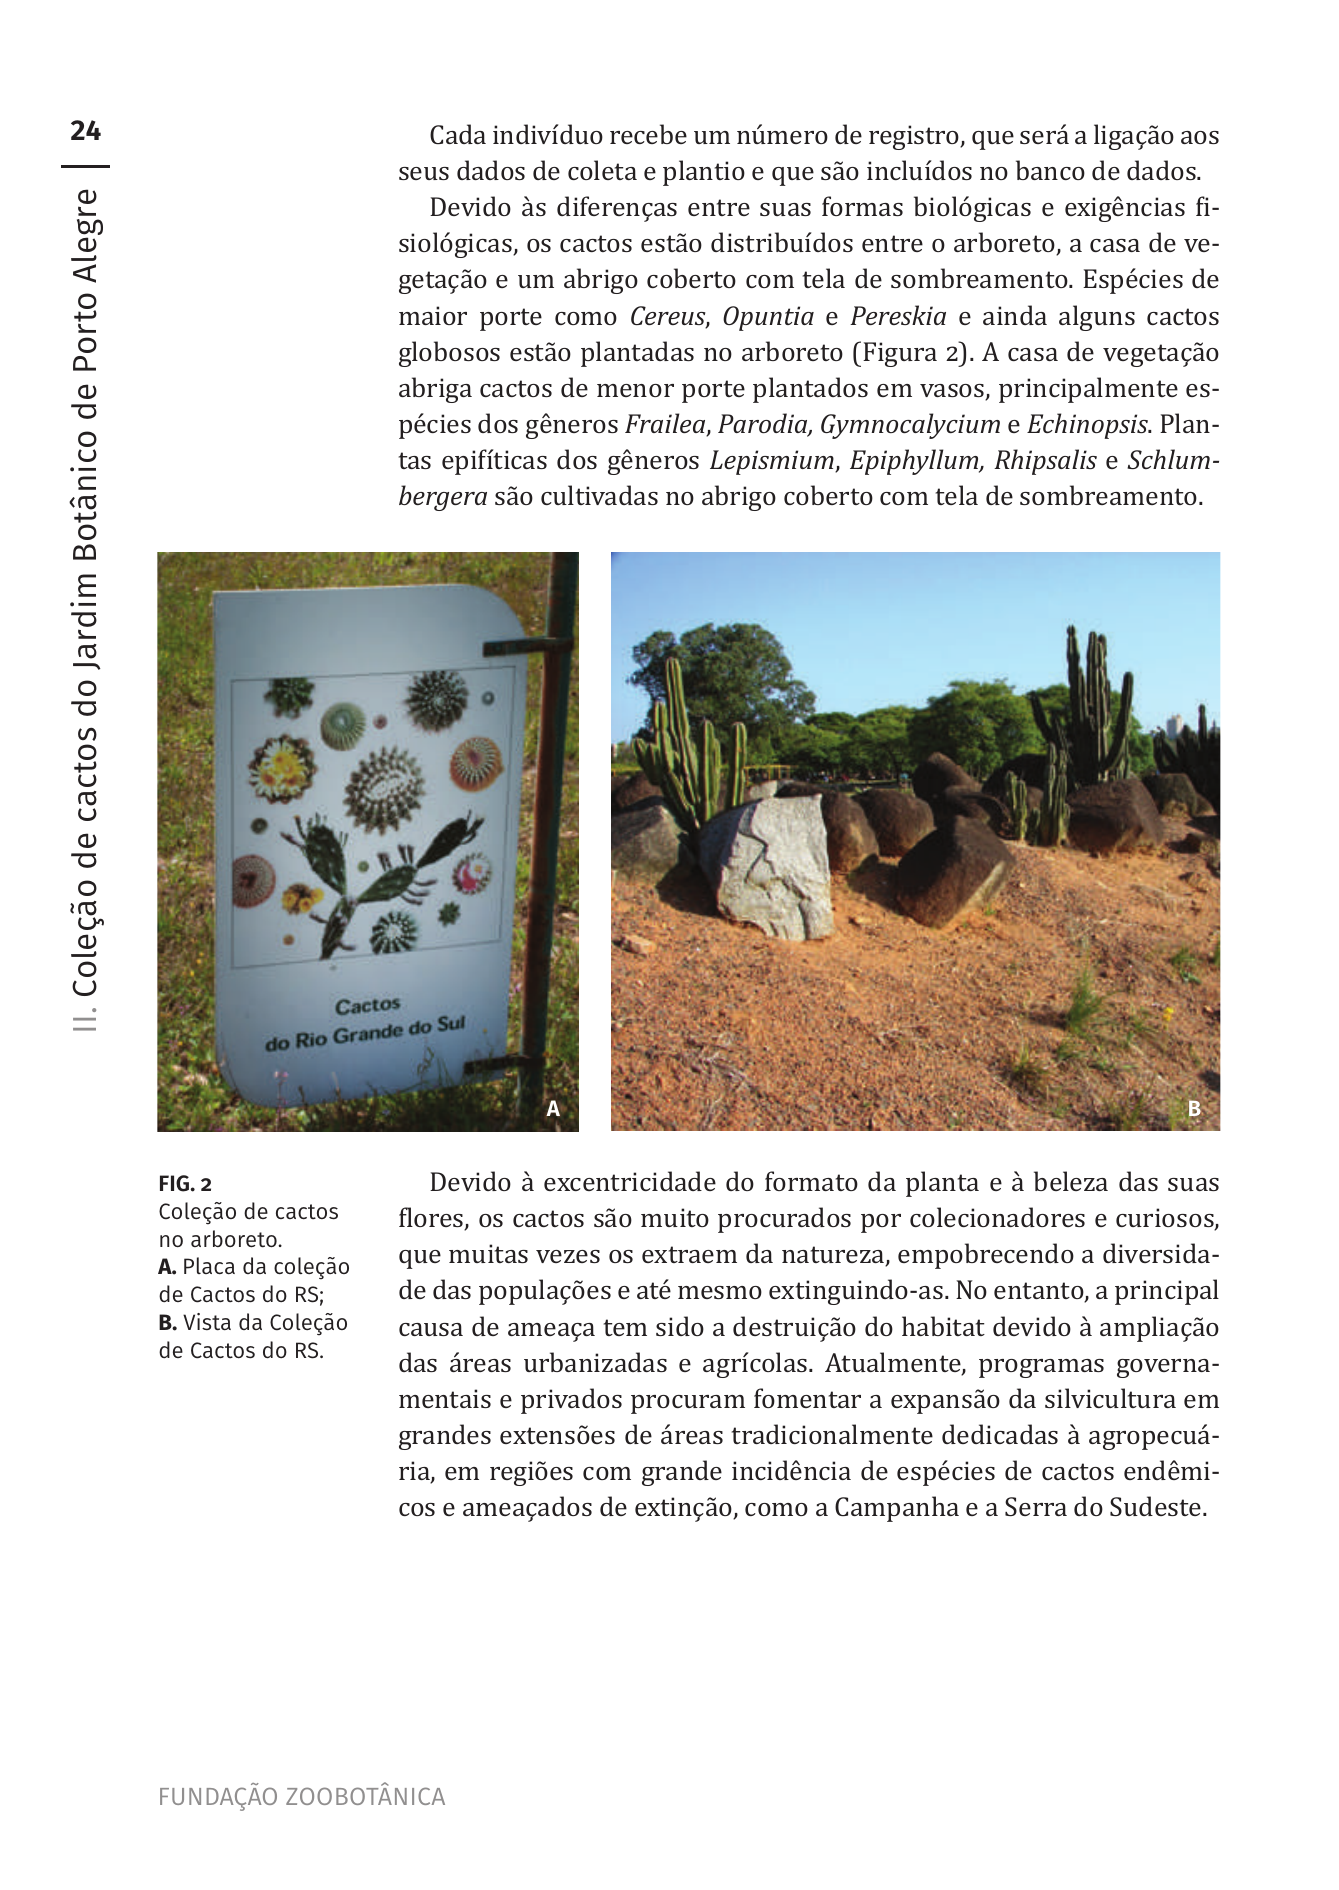 24
II. Coleção de cactos do Jardim Botânico de Porto Alegre
Cada indivíduo recebe um número de registro, que será a ligação aos
seus dados de coleta e plantio e que são incluídos no banco de dados.
Devido às diferenças entre suas formas biológicas e exigências fi-
siológicas, os cactos estão distribuídos entre o arboreto, a casa de ve-
getação e um abrigo coberto com tela de sombreamento. Espécies de
maior porte como Cereus, Opuntia e Pereskia e ainda alguns cactos
globosos estão plantadas no arboreto (Figura 2). A casa de vegetação
abriga cactos de menor porte plantados em vasos, principalmente es-
pécies dos gêneros Frailea, Parodia, Gymnocalycium e Echinopsis. Plan-
tas epifíticas dos gêneros Lepismium, Epiphyllum, Rhipsalis e Schlum-
bergera são cultivadas no abrigo coberto com tela de sombreamento.
Cactos
do Rio Grande do Sul
A
B
FIG. 2
Coleção de cactos
no arboreto.
A. Placa da coleção
de Cactos do RS;
B. Vista da Coleção
de Cactos do RS.
Devido à excentricidade do formato da planta e à beleza das suas
flores, os cactos são muito procurados por colecionadores e curiosos,
que muitas vezes os extraem da natureza, empobrecendo a diversida-
de das populações e até mesmo extinguindo-as. No entanto, a principal
causa de ameaça tem sido a destruição do habitat devido à ampliação
das áreas urbanizadas e agrícolas. Atualmente, programas governa-
mentais e privados procuram fomentar a expansão da silvicultura em
grandes extensões de áreas tradicionalmente dedicadas à agropecuá-
ria, em regiões com grande incidência de espécies de cactos endêmi-
cos e ameaçados de extinção, como a Campanha e a Serra do Sudeste.
FUNDAÇÃO ZOOBOTÂNICA